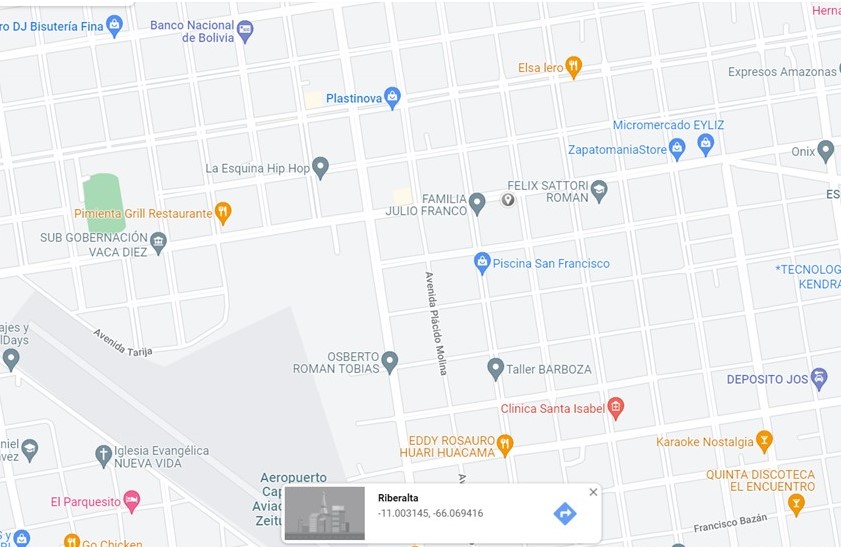 ro DJ Bisutería Fina
Banco Nacional
de Bolivia
Herna
Elsa lero
Expresos Amazonas
Plastinova
Micromercado EYLIZ
ZapatomaniaStore
Onix
La Esquina Hip Hop
FELIX SATTORI
ROMAN
ES
FAMILIA
JULIO FRANCO
Pimienta Grill Restaurante
SUB GOBERNACIÓN
VACA DIEZ
Piscina San Francisco
*TECNOLOG
KENDRA
Avenida Plácido Molina
Avenida Tarija
ajes y
lDays
OSBERTO
ROMAN TOBIAS
Taller BARBOZA
DEPOSITO JOS
Clinica Santa Isabel
EDDY ROSAURO
HUARI HUACAMA
Karaoke Nostalgia
niel
vez
Iglesia Evangélica
NUEVA VIDA
QUINTA DISCOTECA
EL ENCUENTRO
Aeropuerto
Cap
Aviac
Zeitu
Av
El Parquesito
Riberalta
-11.003145, -66.069416
Francisco Bazán
s y
al
Go Chicken